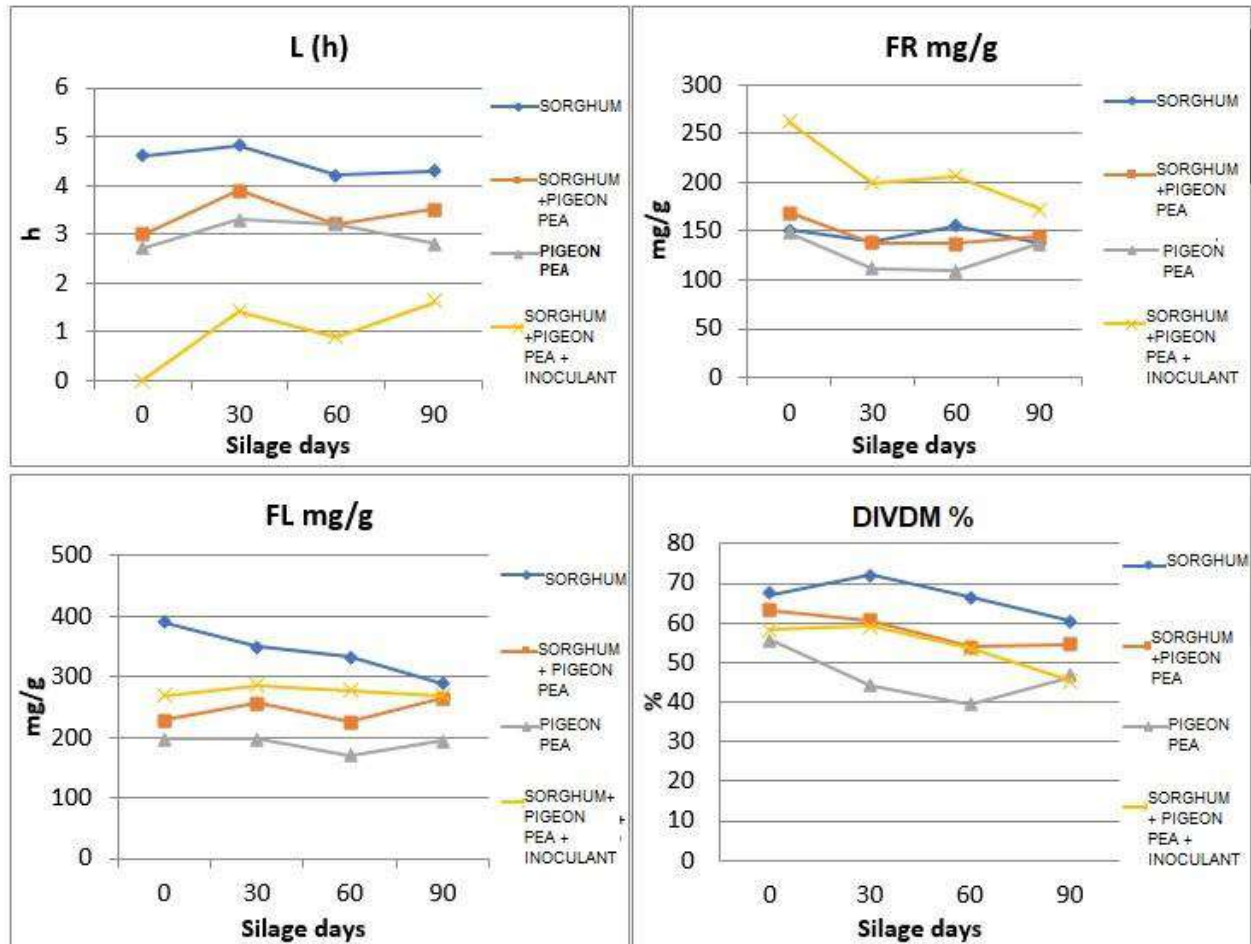 L (h)
6
5
4
3
2
1
0
h
0 30 60 90
Silage days
SORGHUM
SORGHUM
+PIGEON
PEA
PIGEON
PEA
SORGHUM
+PIGEON
PEA +
INOCULANT
FR mg/g
300
250
200
150
100
50
0
mg/g
0 30 60 90
Silage days
SORGHUM
SORGHUM
+PIGEON
PEA
PIGEON
PEA
SORGHUM
+PIGEON
PEA +
INOCULANT
FL mg/g
500
400
300
200
100
0
mg/g
0 30 60 90
Silage days
SORGHUM
SORGHUM
+ PIGEON
PEA
PIGEON
PEA
SORGHUM+
PIGEON +
PEA +
INOCULANT
DIVDM %
80
70
60
50
40
30
20
10
0
%
0 30 60 90
Silage days
SORGHUM
SORGHUM
+PIGEON
PEA
PIGEON
PEA
SORGHUM
+ PIGEON
PEA +
INOCULANT